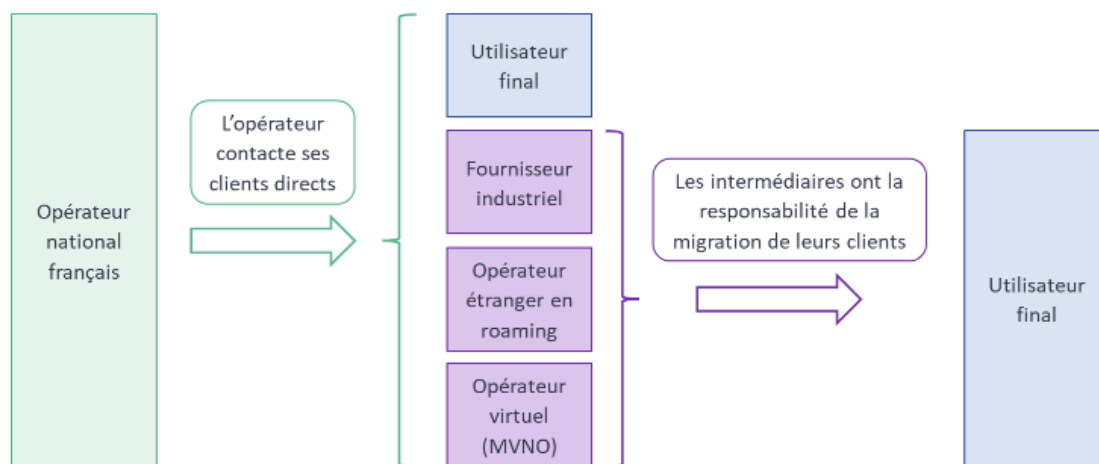 Opérateur
national
français
L’opérateur
contacte ses
clients directs
Utilisateur
final
Fournisseur
industriel
Opérateur
étranger en
roaming
Opérateur
virtuel
(MVNO)
Les intermédiaires ont la
responsabilité de la
migration de leurs clients
Utilisateur
final